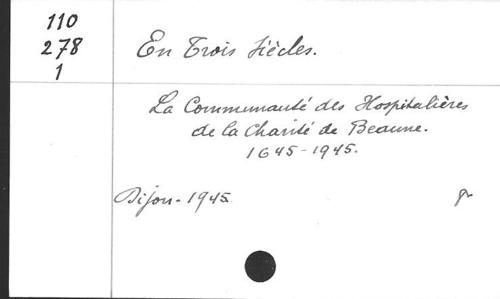 110
278
1
En Trois Siècles.
La Communauté des Hospitalières
de la Charité de Beaune.
1645-1945.
Dijon-1945